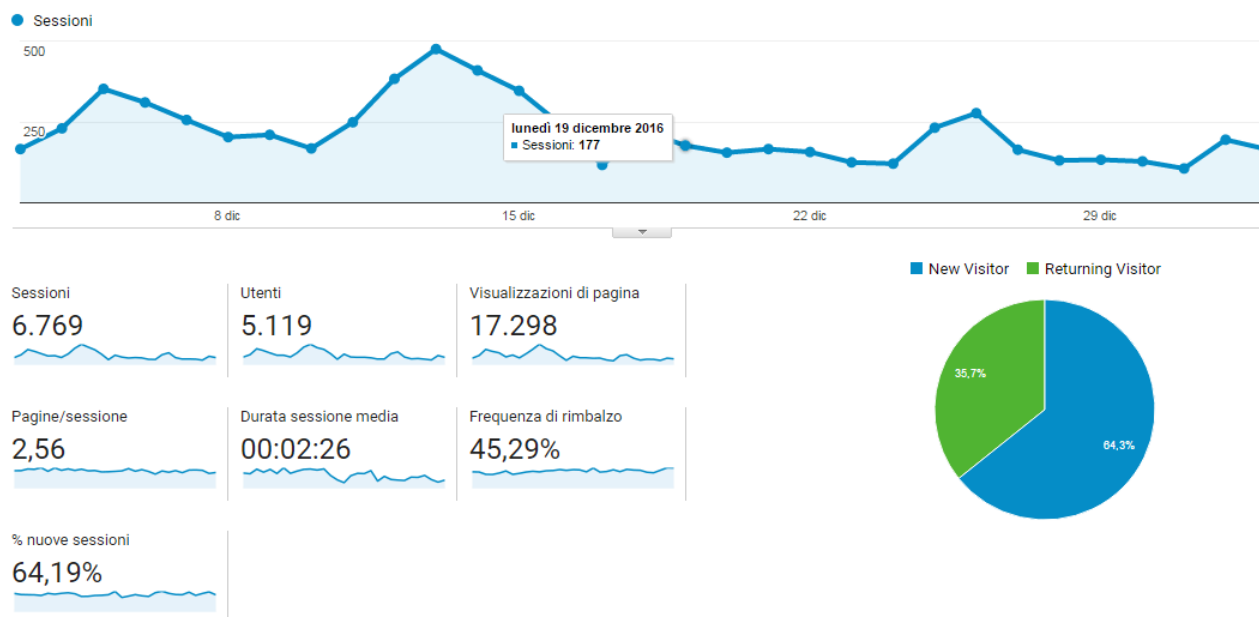 Sessioni
500
250
lunedì 19 dicembre 2016
Sessioni: 177
8 dic
15 dic
22 dic
29 dic
New Visitor Returning Visitor
Sessioni
6.769
Utenti
5.119
Visualizzazioni di pagina
17.298
35,7%
64,3%
Pagine/sessione
2,56
Durata sessione media
00:02:26
Frequenza di rimbalzo
45,29%
% nuove sessioni
64,19%